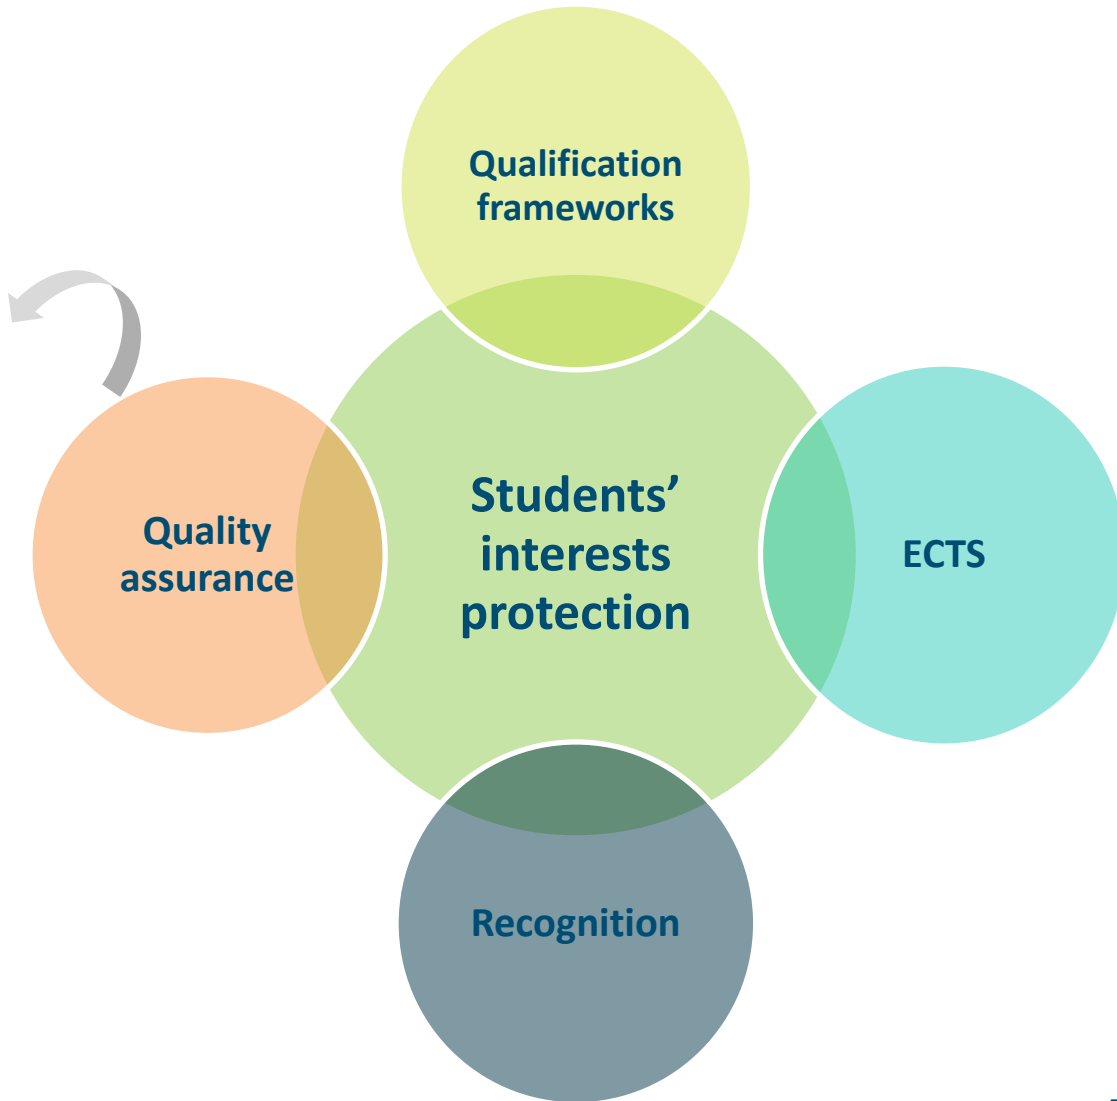 Qualification
frameworks
Students’
interests
protection
Quality
assurance
ECTS
Recognition